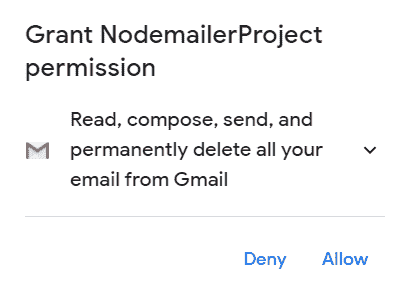 Grant NodemailerProject
permission
Read, compose, send, and
permanently delete all your
email from Gmail
Deny Allow